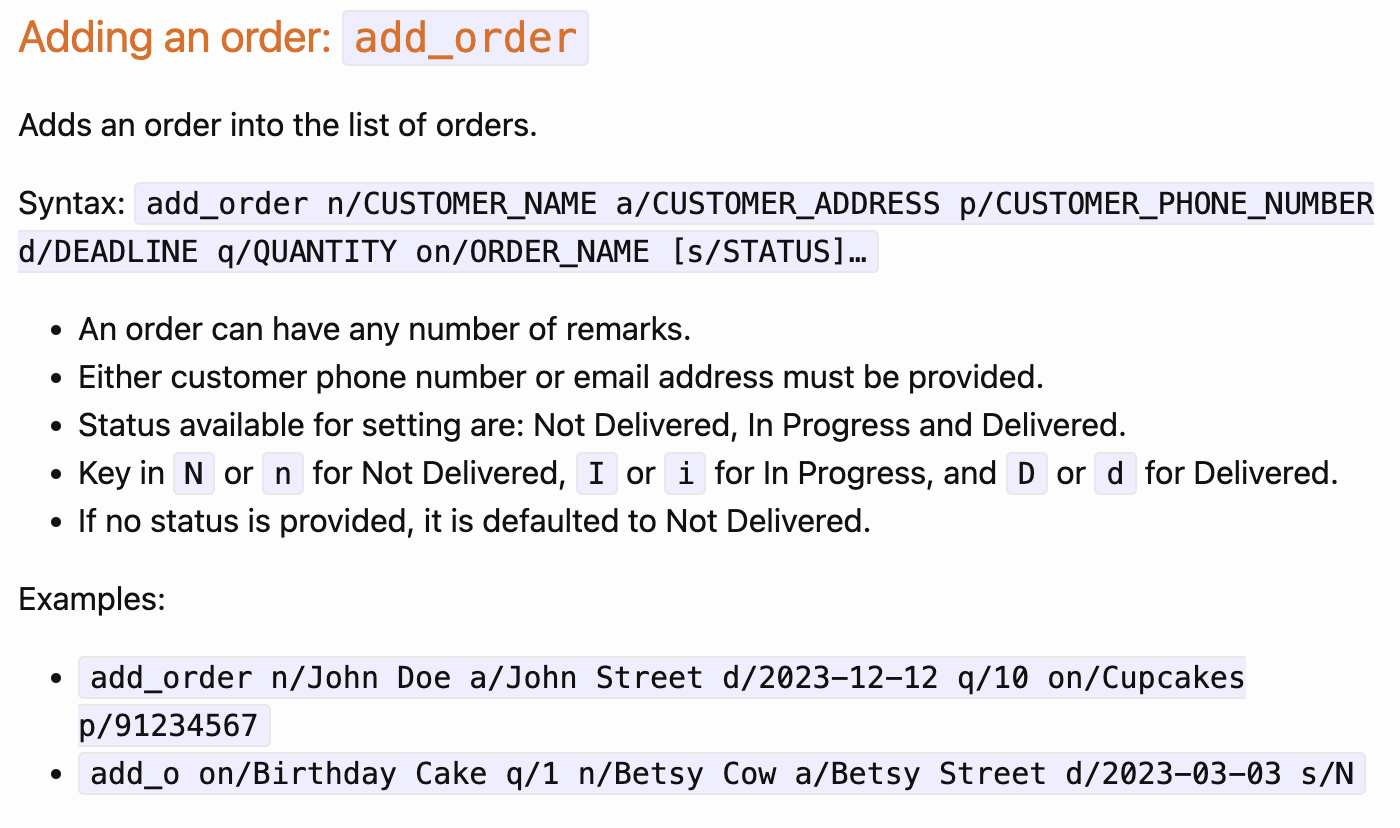 Adding an order: add_order
Adds an order into the list of orders.
Syntax: add_order n/CUSTOMER_NAME a/CUSTOMER_ADDRESS p/CUSTOMER_PHONE_NUMBER
d/DEADLINE q/QUANTITY on/ORDER_NAME [s/STATUS]…
• An order can have any number of remarks.
• Either customer phone number or email address must be provided.
• Status available for setting are: Not Delivered, In Progress and Delivered.
• Key in N or n for Not Delivered, I or i for In Progress, and D or d for Delivered.
• If no status is provided, it is defaulted to Not Delivered.
Examples:
• add_order n/John Doe a/John Street d/2023-12-12 q/10 on/Cupcakes
p/91234567
• add_o on/Birthday Cake q/1 n/Betsy Cow a/Betsy Street d/2023-03-03 s/N